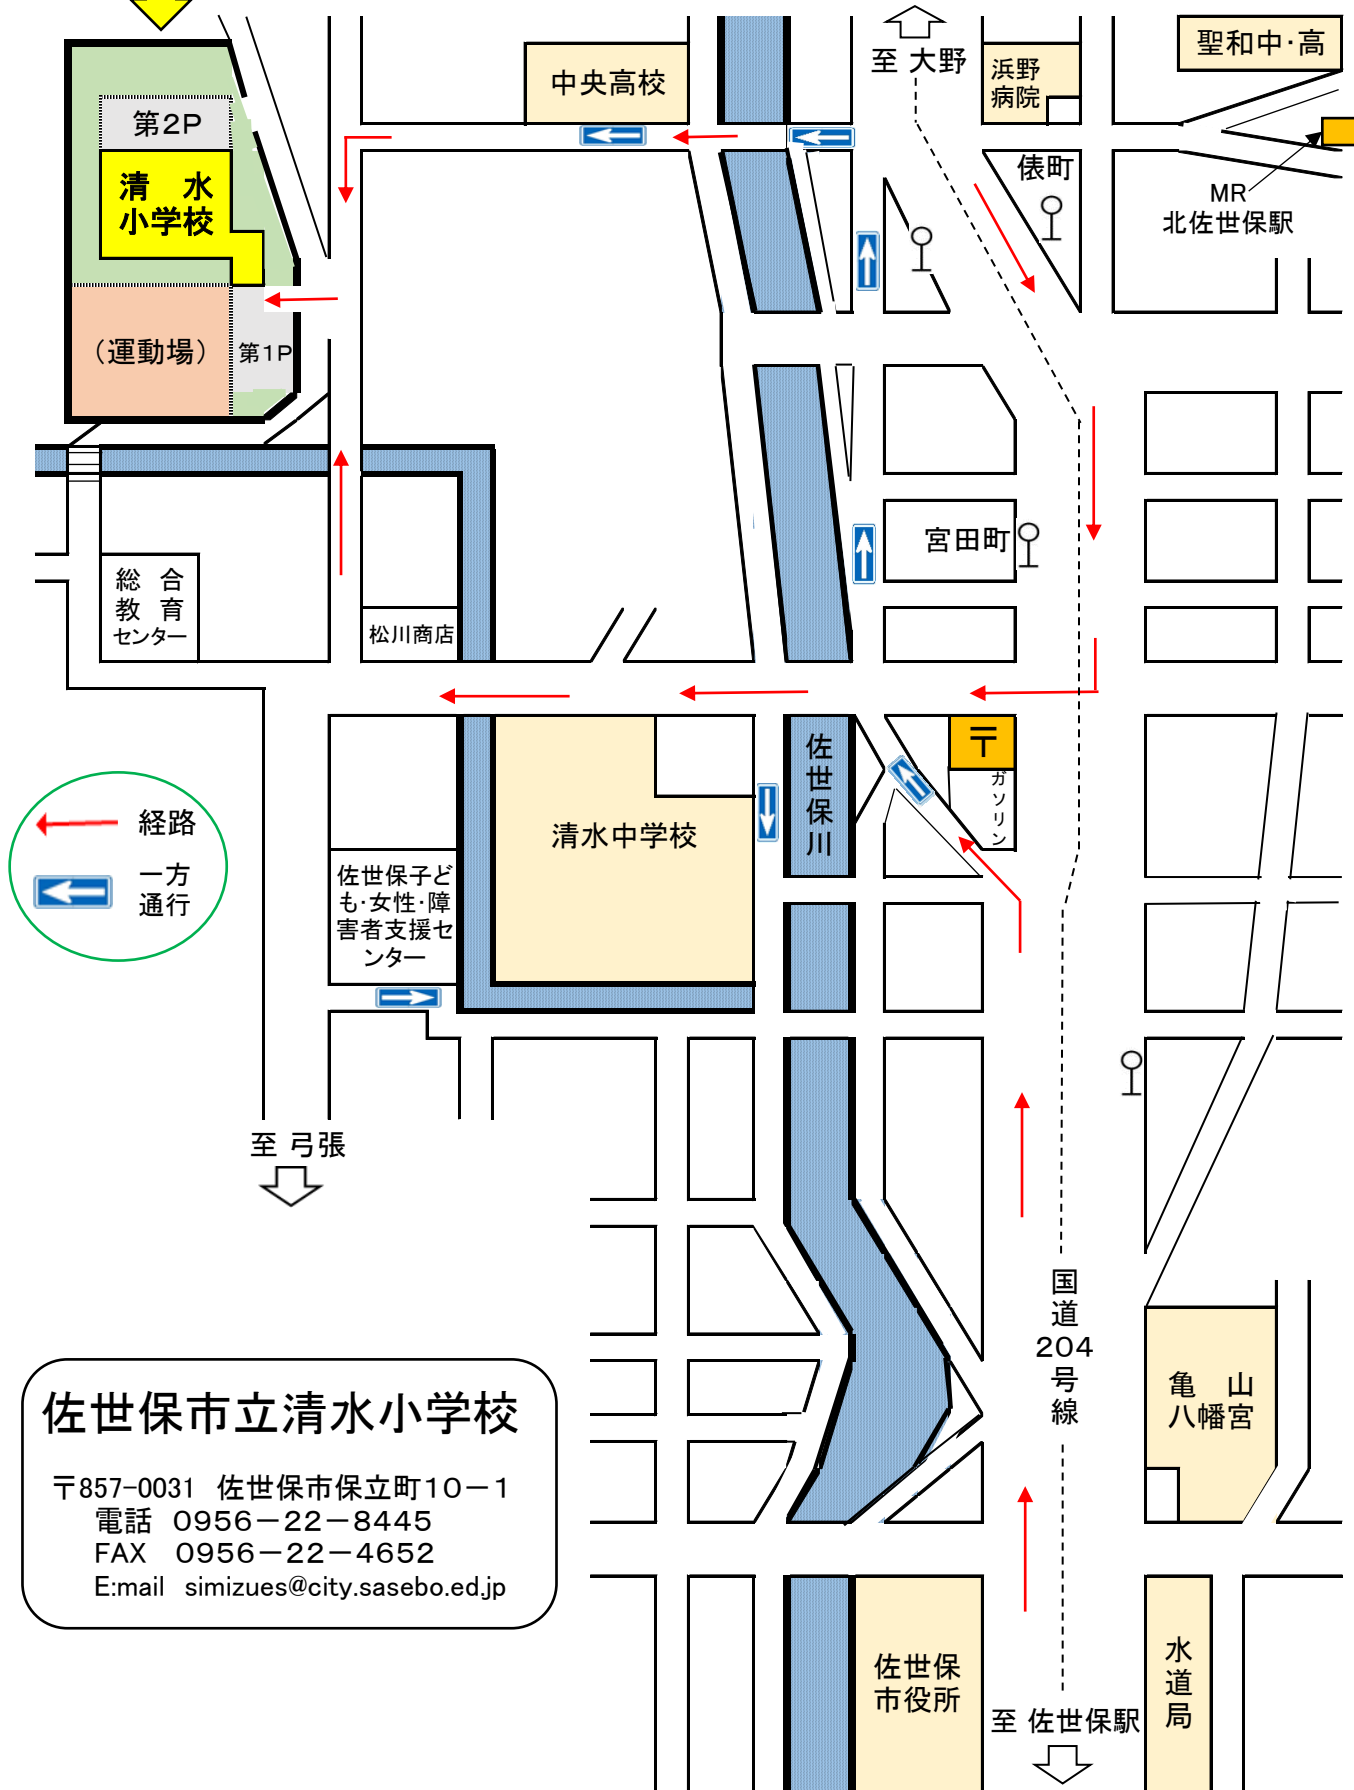 聖和中・高
至 大野
浜野
病院
中央高校
第2P
清 水
小学校
俵町
MR
北佐世保駅
（運動場）
第1P
宮田町
総 合
教 育
センター
松川商店
〒
ガソリン
佐世保川
経路
一方
通行
清水中学校
佐世保子ど
も・女性・障
害者支援セ
ンター
至 弓張
国道
204
号線
亀 山
八幡宮
佐世保市立清水小学校
〒857-0031 佐世保市保立町10－1
電話 0956－22－8445
FAX 0956－22－4652
E:mail simizues@city.sasebo.ed.jp
佐世保
市役所
水道局
至 佐世保駅